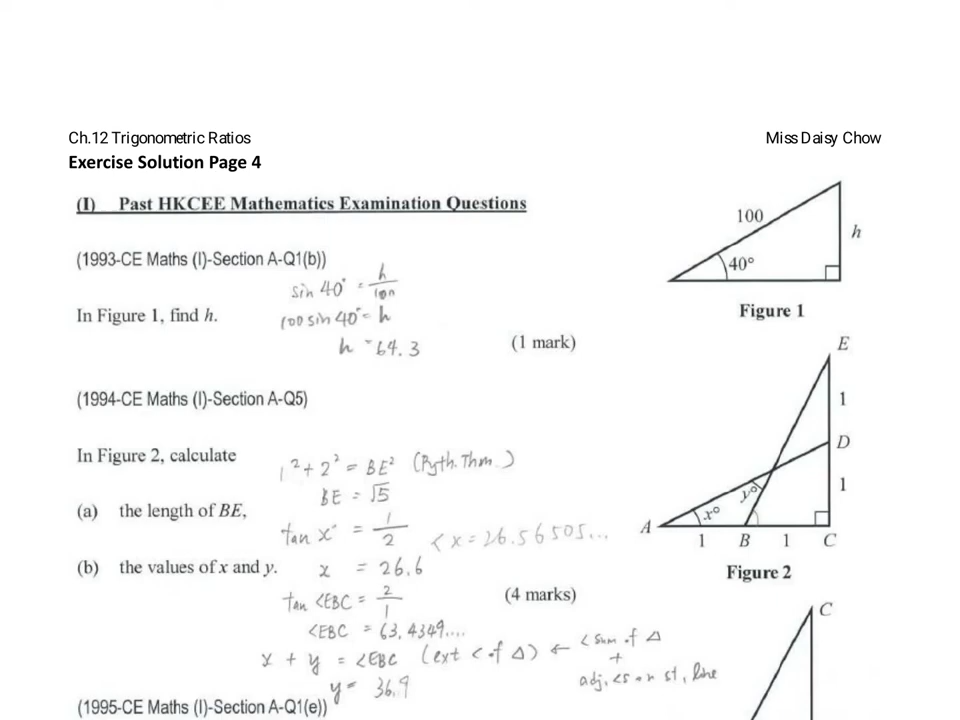 Ch.12 Trigonometric Ratios
Miss Daisy Chow
Exercise Solution Page 4
(I) Past HKCEE Mathematics Examination Questions
100
h
40°
(1993-CE Maths (I)-Section A-Q1(b))
sin 40° = h/100
In Figure 1, find h.
100 sin 40° = h
Figure 1
h = 64.3
(1 mark)
E
(1994-CE Maths (I)-Section A-Q5)
1
D
In Figure 2, calculate
1² + 2² = BE² (Pyth. Thm.)
BE = √5
1
y°
(a) the length of BE,
x°
tan x° = 1/2
< x = 26.56505...
A
1 B 1 C
(b) the values of x and y.
x = 26.6
Figure 2
tan <EBC = 2/1
(4 marks)
<EBC = 63.4349....
C
x + y = <EBC (ext < of Δ) ← < sum of Δ
+
adj. <s on st. line
y = 36.9
(1995-CE Maths (I)-Section A-Q1(e))